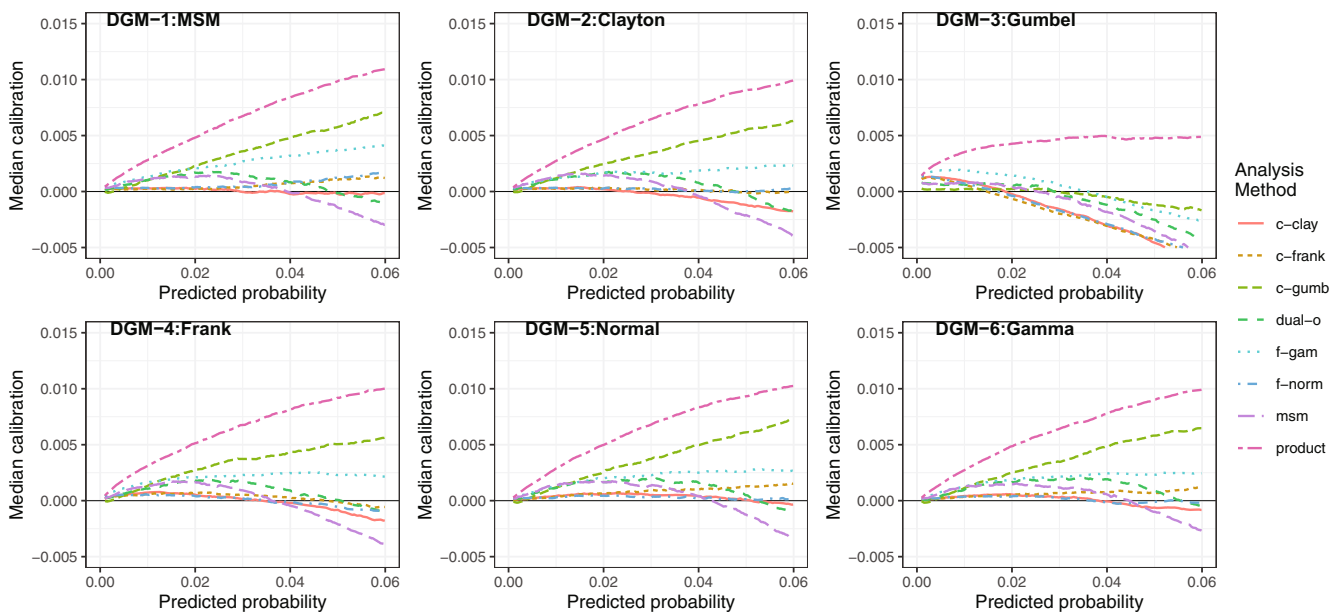 DGM−1:MSM
0.015
0.010
0.005
0.000
−0.005
Median calibration
0.00 0.02 0.04 0.06
Predicted probability
DGM−2:Clayton
0.015
0.010
0.005
0.000
−0.005
Median calibration
0.00 0.02 0.04 0.06
Predicted probability
DGM−3:Gumbel
0.015
0.010
0.005
0.000
−0.005
Median calibration
0.00 0.02 0.04 0.06
Predicted probability
DGM−4:Frank
0.015
0.010
0.005
0.000
−0.005
Median calibration
0.00 0.02 0.04 0.06
Predicted probability
DGM−5:Normal
0.015
0.010
0.005
0.000
−0.005
Median calibration
0.00 0.02 0.04 0.06
Predicted probability
DGM−6:Gamma
0.015
0.010
0.005
0.000
−0.005
Median calibration
0.00 0.02 0.04 0.06
Predicted probability
Analysis
Method
c−clay
c−frank
c−gumb
dual−o
f−gam
f−norm
msm
product